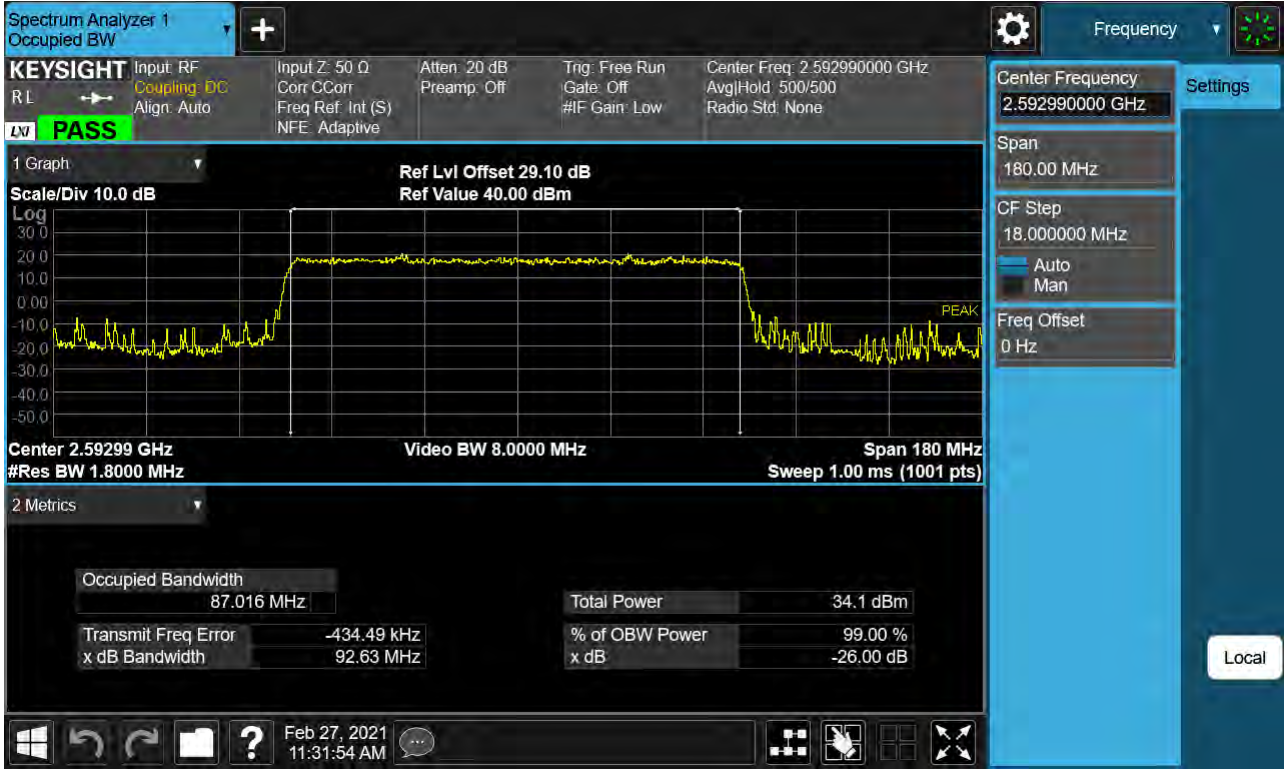 Spectrum Analyzer 1
Occupied BW
+
Frequency
KEYSIGHT
R L
LXI
PASS
Input: RF
Coupling: DC
Align: Auto
Input Z: 50 Ω
Corr CCorr
Freq Ref: Int (S)
NFE: Adaptive
Atten: 20 dB
Preamp: Off
Trig: Free Run
Gate: Off
#IF Gain: Low
Center Freq: 2.592990000 GHz
Avg|Hold: 500/500
Radio Std: None
Center Frequency
2.592990000 GHz
Settings
Span
180.00 MHz
CF Step
18.000000 MHz
Auto
Man
Freq Offset
0 Hz
Local
1 Graph
Scale/Div 10.0 dB
Ref Lvl Offset 29.10 dB
Ref Value 40.00 dBm
Log
30.0
20.0
10.0
0.00
-10.0
-20.0
-30.0
-40.0
-50.0
PEAK
Center 2.59299 GHz
Video BW 8.0000 MHz
Span 180 MHz
#Res BW 1.8000 MHz
Sweep 1.00 ms (1001 pts)
2 Metrics
Occupied Bandwidth
87.016 MHz
Total Power 34.1 dBm
Transmit Freq Error -434.49 kHz
% of OBW Power 99.00 %
x dB Bandwidth 92.63 MHz
x dB -26.00 dB
?
Feb 27, 2021
11:31:54 AM